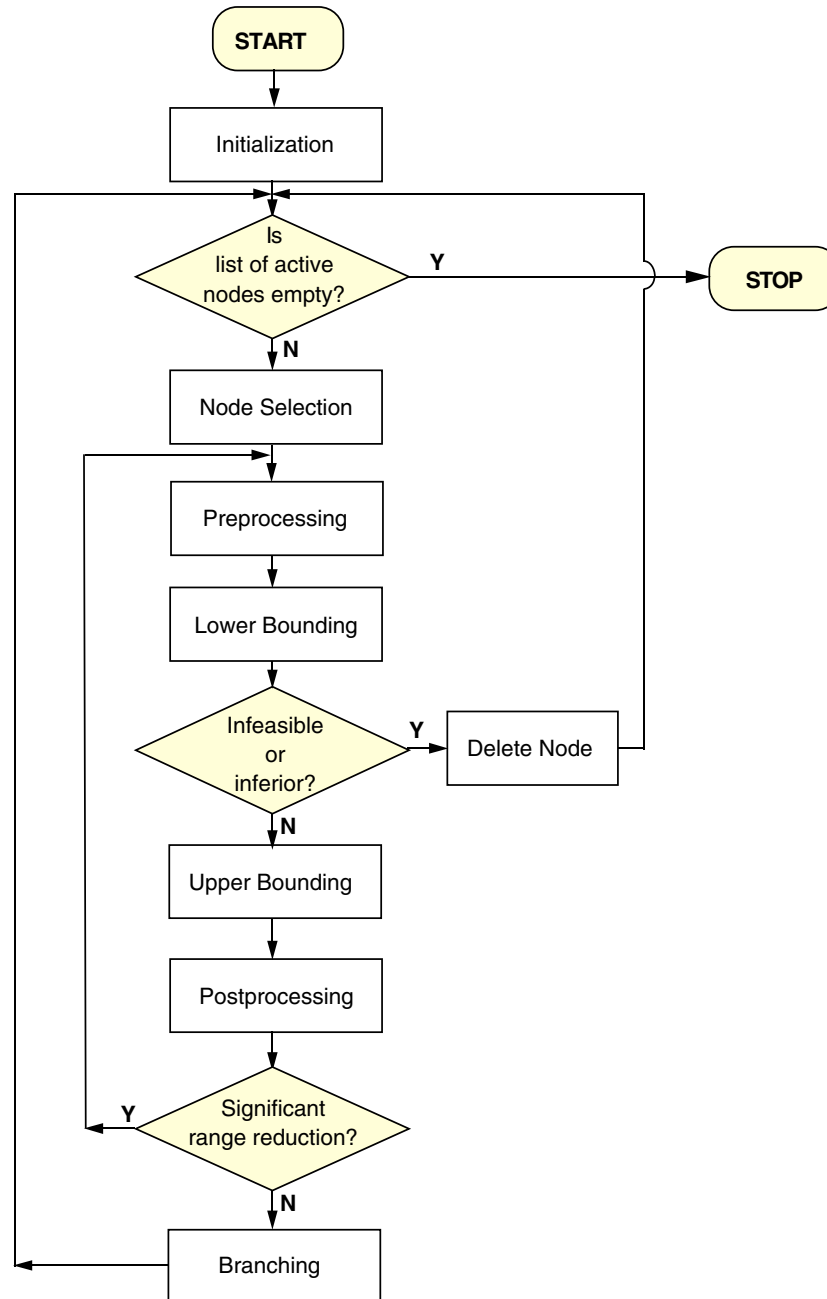 START
Initialization
Is
list of active
nodes empty?
Y
STOP
N
Node Selection
Preprocessing
Lower Bounding
Infeasible
or
inferior?
Y
Delete Node
N
Upper Bounding
Postprocessing
Significant
range reduction?
Y
N
Branching